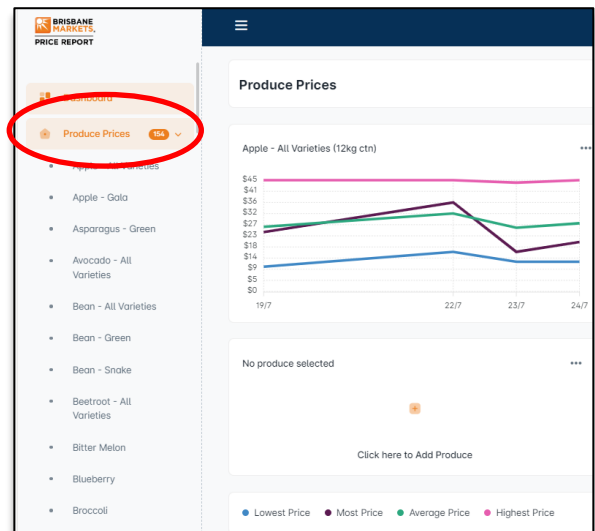 BRISBANE
MARKETS.
PRICE REPORT
Dashboard
Produce Prices 154
Apple - All Varieties
Apple - Gala
Asparagus - Green
Avocado - All
Varieties
Bean - All Varieties
Bean - Green
Bean - Snake
Beetroot - All
Varieties
Bitter Melon
Blueberry
Broccoli
Produce Prices
Apple - All Varieties (12kg ctn)
$45
$41
$36
$32
$27
$23
$18
$14
$9
$5
$0
19/7 22/7 23/7 24/7
No produce selected
Click here to Add Produce
Lowest Price Most Price Average Price Highest Price